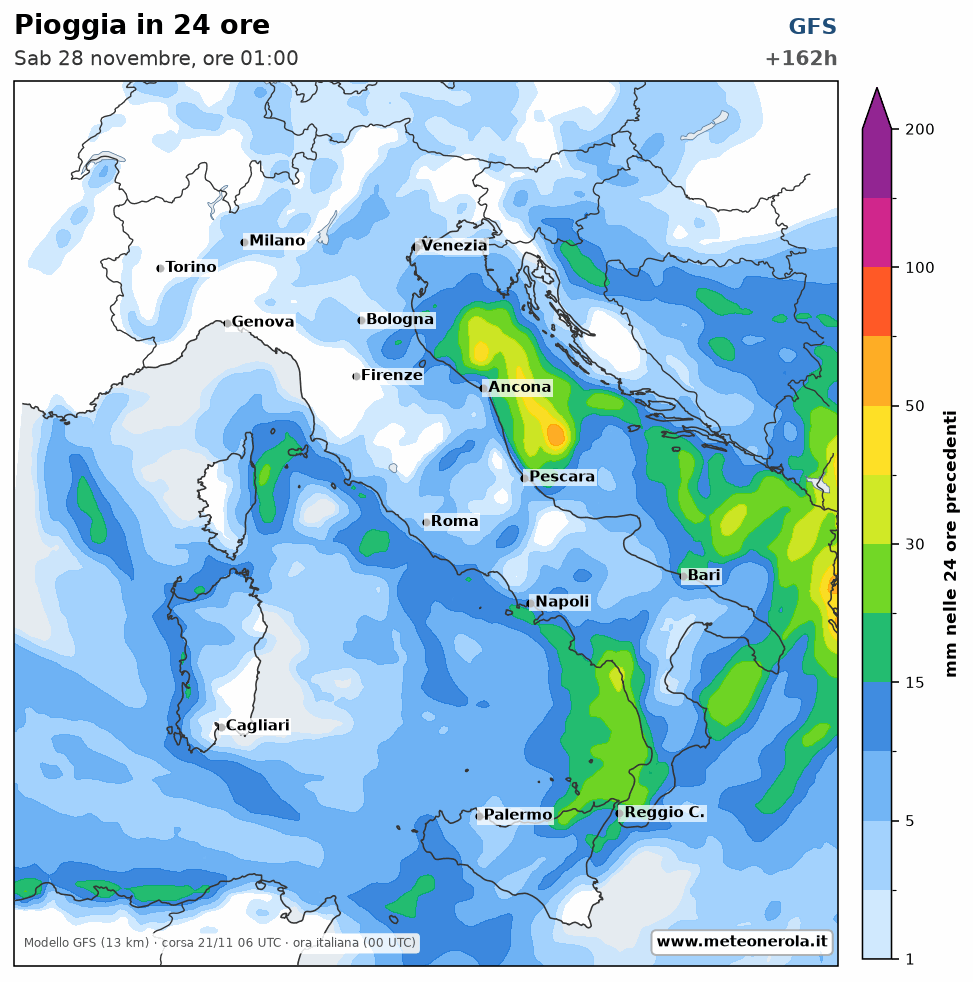 Pioggia in 24 ore
GFS
Sab 28 novembre, ore 01:00
+162h
200
100
50
30
15
5
1
mm nelle 24 ore precedenti
Milano
Venezia
Torino
Genova
Bologna
Firenze
Ancona
Pescara
Roma
Bari
Napoli
Cagliari
Palermo
Reggio C.
Modello GFS (13 km) · corsa 21/11 06 UTC · ora italiana (00 UTC)
www.meteonerola.it